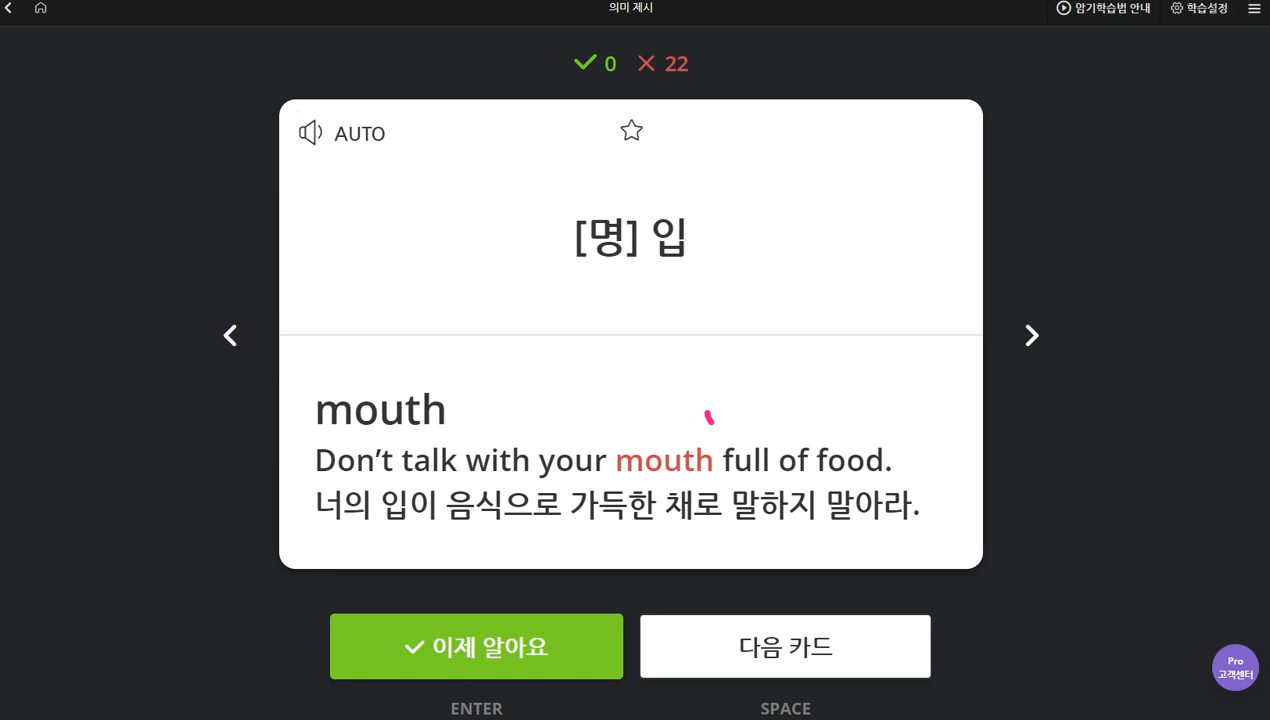 의미 제시
암기학습법 안내
학습설정
0 22
AUTO
[명] 입
mouth
Don’t talk with your mouth full of food.
너의 입이 음식으로 가득한 채로 말하지 말아라.
이제 알아요
다음 카드
ENTER
SPACE
Pro
고객센터